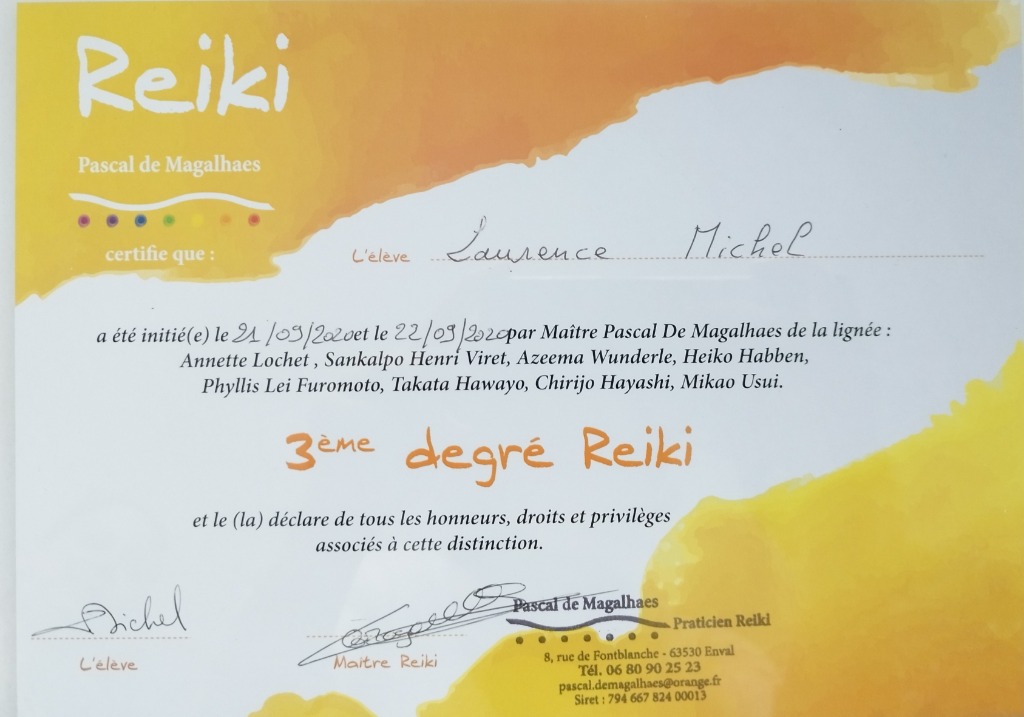 Reiki
Pascal de Magalhaes
certifie que :
L'élève Laurence Michel
a été initié(e) le 21/09/2020 et le 22/09/2020 par Maître Pascal De Magalhaes de la lignée :
Annette Lochet , Sankalpo Henri Viret, Azeema Wunderle, Heiko Habben,
Phyllis Lei Furomoto, Takata Hawayo, Chirijo Hayashi, Mikao Usui.
3ème degré Reiki
et le (la) déclare de tous les honneurs, droits et privilèges
associés à cette distinction.
Michel
L'élève
Maître Reiki
Pascal de Magalhaes
Praticien Reiki
8, rue de Fontblanche - 63530 Enval
Tél. 06 80 90 25 23
pascal.demagalhaes@orange.fr
Siret : 794 667 824 00013